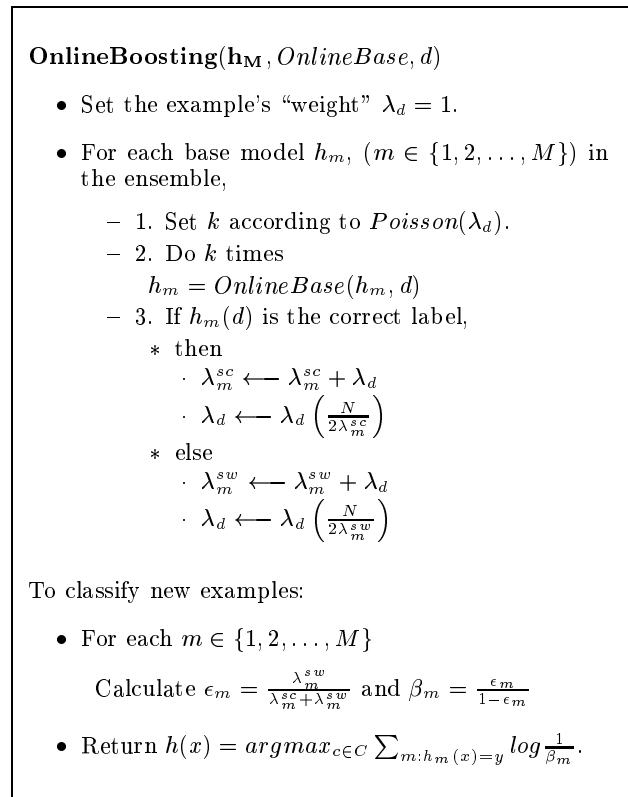 OnlineBoosting(h_M, OnlineBase, d)
• Set the example's “weight” λ_d = 1.
• For each base model h_m, (m ∈ {1, 2, . . . , M}) in
the ensemble,
– 1. Set k according to Poisson(λ_d).
– 2. Do k times
h_m = OnlineBase(h_m, d)
– 3. If h_m(d) is the correct label,
∗ then
· λ_m^{sc} ⟵ λ_m^{sc} + λ_d
· λ_d ⟵ λ_d (N / 2λ_m^{sc})
∗ else
· λ_m^{sw} ⟵ λ_m^{sw} + λ_d
· λ_d ⟵ λ_d (N / 2λ_m^{sw})
To classify new examples:
• For each m ∈ {1, 2, . . . , M}
Calculate ε_m = λ_m^{sw} / (λ_m^{sc} + λ_m^{sw}) and β_m = ε_m / (1 − ε_m)
• Return h(x) = argmax_{c∈C} ∑_{m:h_m(x)=y} log 1/β_m.